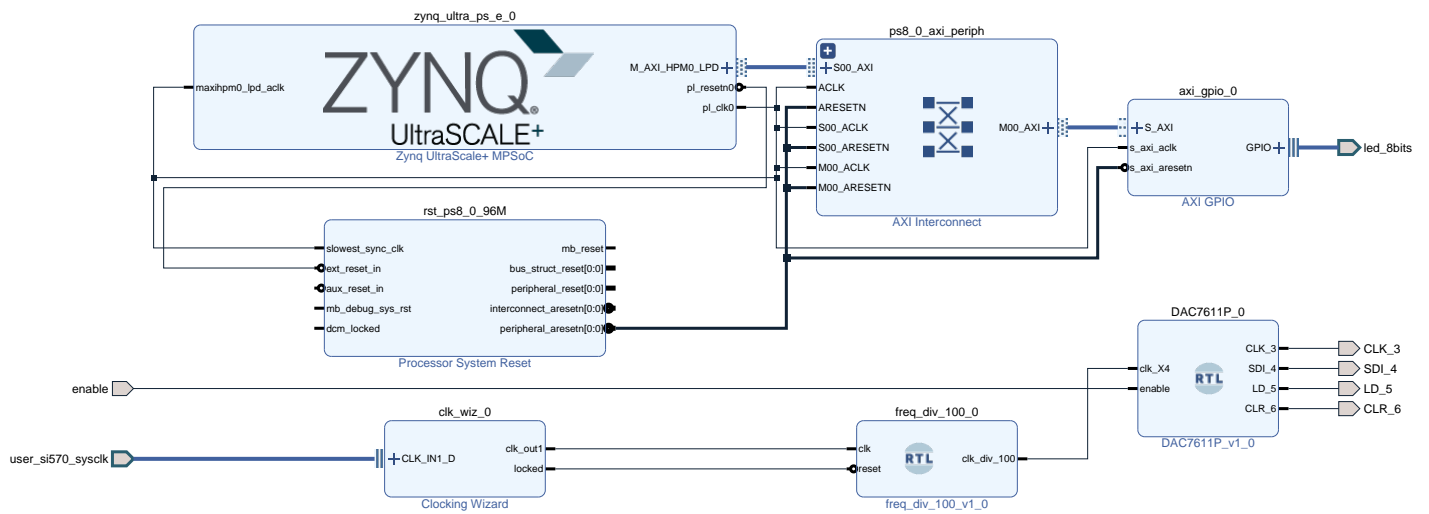 zynq_ultra_ps_e_0
maxihpm0_lpd_aclk
ZYNQ®
UltraSCALE+
M_AXI_HPM0_LPD
pl_resetn0
pl_clk0
Zynq UltraScale+ MPSoC
ps8_0_axi_periph
S00_AXI
ACLK
ARESETN
S00_ACLK
S00_ARESETN
M00_ACLK
M00_ARESETN
M00_AXI
AXI Interconnect
axi_gpio_0
S_AXI
s_axi_aclk
s_axi_aresetn
GPIO
AXI GPIO
led_8bits
rst_ps8_0_96M
slowest_sync_clk
ext_reset_in
aux_reset_in
mb_debug_sys_rst
dcm_locked
mb_reset
bus_struct_reset[0:0]
peripheral_reset[0:0]
interconnect_aresetn[0:0]
peripheral_aresetn[0:0]
Processor System Reset
DAC7611P_0
clk_X4
enable
RTL
CLK_3
SDI_4
LD_5
CLR_6
DAC7611P_v1_0
CLK_3
SDI_4
LD_5
CLR_6
enable
user_si570_sysclk
clk_wiz_0
CLK_IN1_D
clk_out1
locked
Clocking Wizard
freq_div_100_0
clk
reset
RTL
clk_div_100
freq_div_100_v1_0